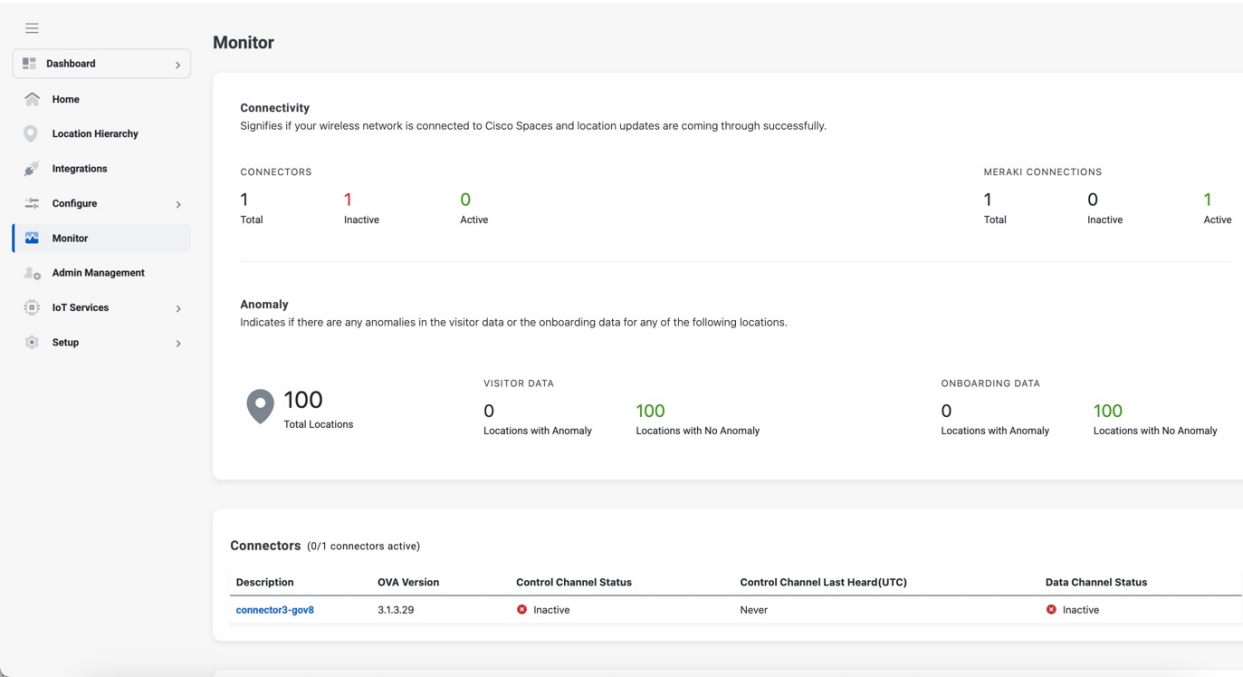 Monitor
Dashboard
Home
Location Hierarchy
Integrations
Configure
Monitor
Admin Management
IoT Services
Setup
Connectivity
Signifies if your wireless network is connected to Cisco Spaces and location updates are coming through successfully.
CONNECTORS
1 1 0
Total Inactive Active
MERAKI CONNECTIONS
1 0 1
Total Inactive Active
Anomaly
Indicates if there are any anomalies in the visitor data or the onboarding data for any of the following locations.
100
Total Locations
VISITOR DATA
0 100
Locations with Anomaly Locations with No Anomaly
ONBOARDING DATA
0 100
Locations with Anomaly Locations with No Anomaly
Connectors (0/1 connectors active)
Description OVA Version Control Channel Status Control Channel Last Heard(UTC) Data Channel Status
connector3-gov8 3.1.3.29 Inactive Never Inactive